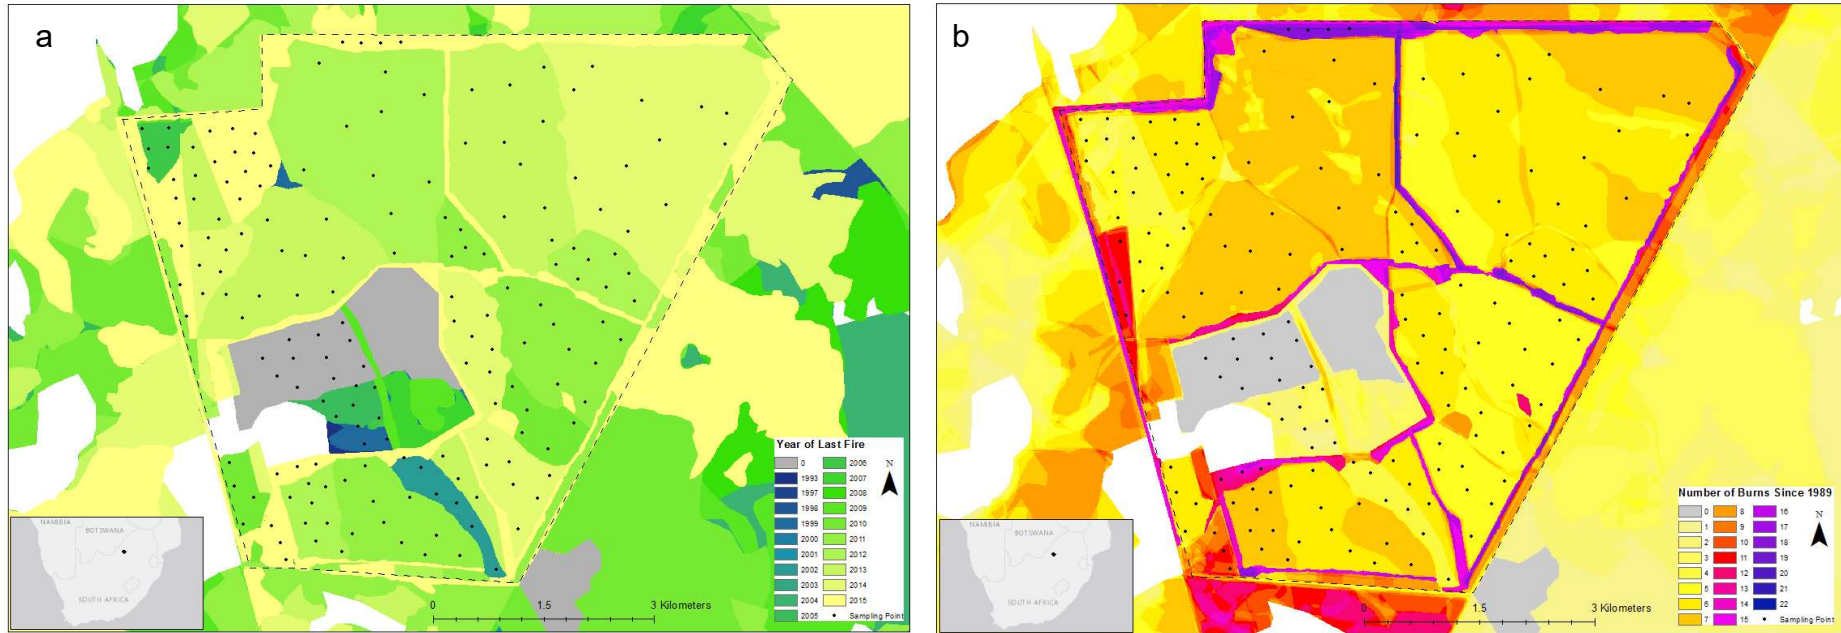 a
Year of Last Fire
0
1993
1997
1998
1999
2001
2002
2003
2004
2005
2006
2007
2008
2009
2010
2011
2012
2013
2014
2015
Sampling Point
N
0 1.5 3 Kilometers
NAMIBIA
BOTSWANA
SOUTH AFRICA
b
Number of Burns Since 1989
0
1
2
3
4
5
6
7
8
9
10
11
12
13
14
15
16
17
18
19
20
21
22
Sampling Point
N
0 1.5 3 Kilometers
NAMIBIA
BOTSWANA
SOUTH AFRICA